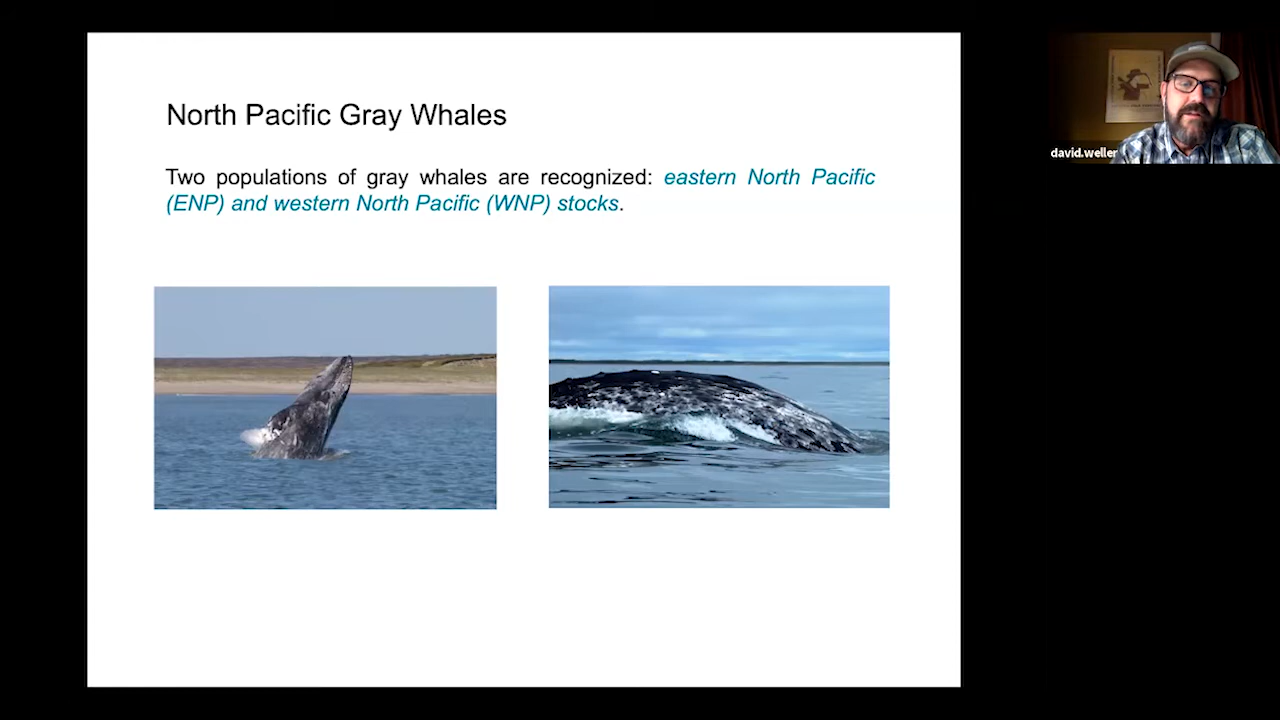 North Pacific Gray Whales
Two populations of gray whales are recognized: eastern North Pacific
(ENP) and western North Pacific (WNP) stocks.
david.weller